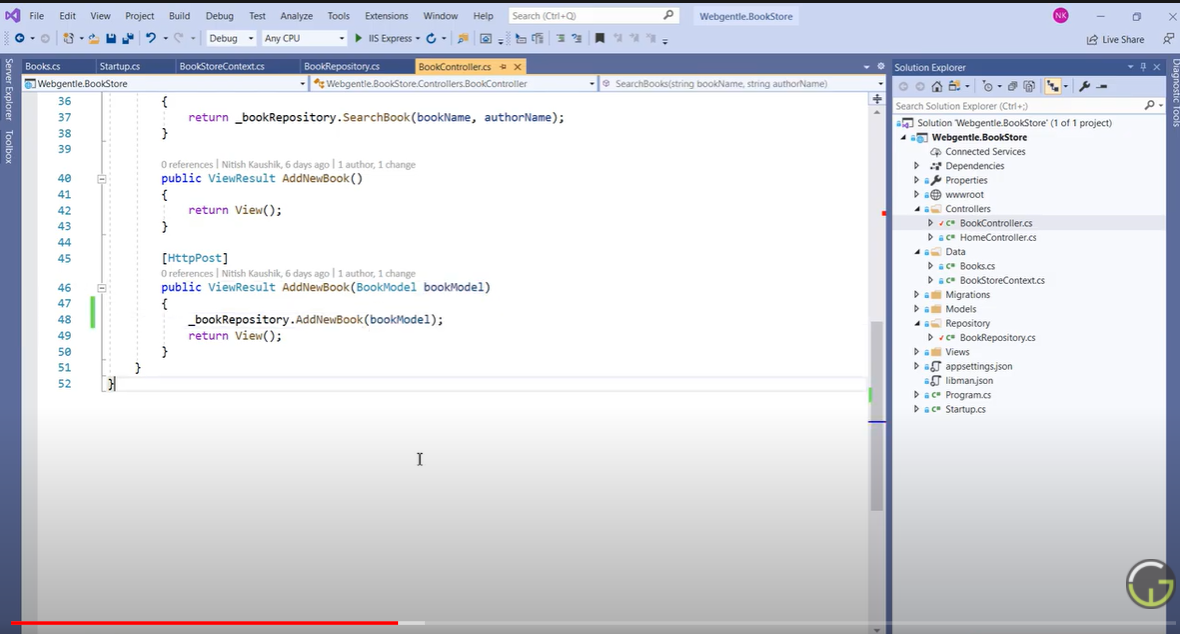 File Edit View Project Build Debug Test Analyze Tools Extensions Window Help Search (Ctrl+Q) Webgentle.BookStore NK
Debug Any CPU IIS Express Live Share
Server Explorer
Toolbox
Books.cs Startup.cs BookStoreContext.cs BookRepository.cs BookController.cs
Webgentle.BookStore Webgentle.BookStore.Controllers.BookController SearchBooks(string bookName, string authorName)
36 {
37 return _bookRepository.SearchBook(bookName, authorName);
38 }
39
0 references | Nitish Kaushik, 6 days ago | 1 author, 1 change
40 public ViewResult AddNewBook()
41 {
42 return View();
43 }
44
45 [HttpPost]
0 references | Nitish Kaushik, 6 days ago | 1 author, 1 change
46 public ViewResult AddNewBook(BookModel bookModel)
47 {
48 _bookRepository.AddNewBook(bookModel);
49 return View();
50 }
51 }
52 }
Solution Explorer
Search Solution Explorer (Ctrl+;)
Solution 'Webgentle.BookStore' (1 of 1 project)
Webgentle.BookStore
Connected Services
Dependencies
Properties
wwwroot
Controllers
C# BookController.cs
C# HomeController.cs
Data
C# Books.cs
C# BookStoreContext.cs
Migrations
Models
Repository
C# BookRepository.cs
Views
appsettings.json
libman.json
C# Program.cs
C# Startup.cs
Diagnostic Tools